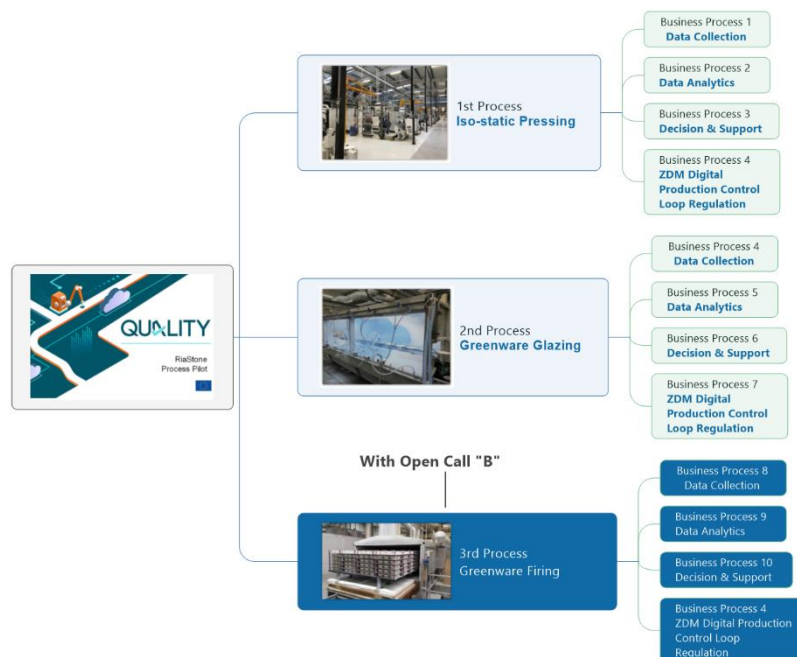 Business Process 1
Data Collection
Business Process 2
Data Analytics
1st Process
Iso-static Pressing
Business Process 3
Decision & Support
Business Process 4
ZDM Digital
Production Control
Loop Regulation
QUALITY
RiaStone
Process Pilot
Business Process 4
Data Collection
Business Process 5
Data Analytics
2nd Process
Greenware Glazing
Business Process 6
Decision & Support
Business Process 7
ZDM Digital
Production Control
Loop Regulation
With Open Call "B"
Business Process 8
Data Collection
Business Process 9
Data Analytics
3rd Process
Greenware Firing
Business Process 10
Decision & Support
Business Process 4
ZDM Digital Production
Control Loop
Regulation